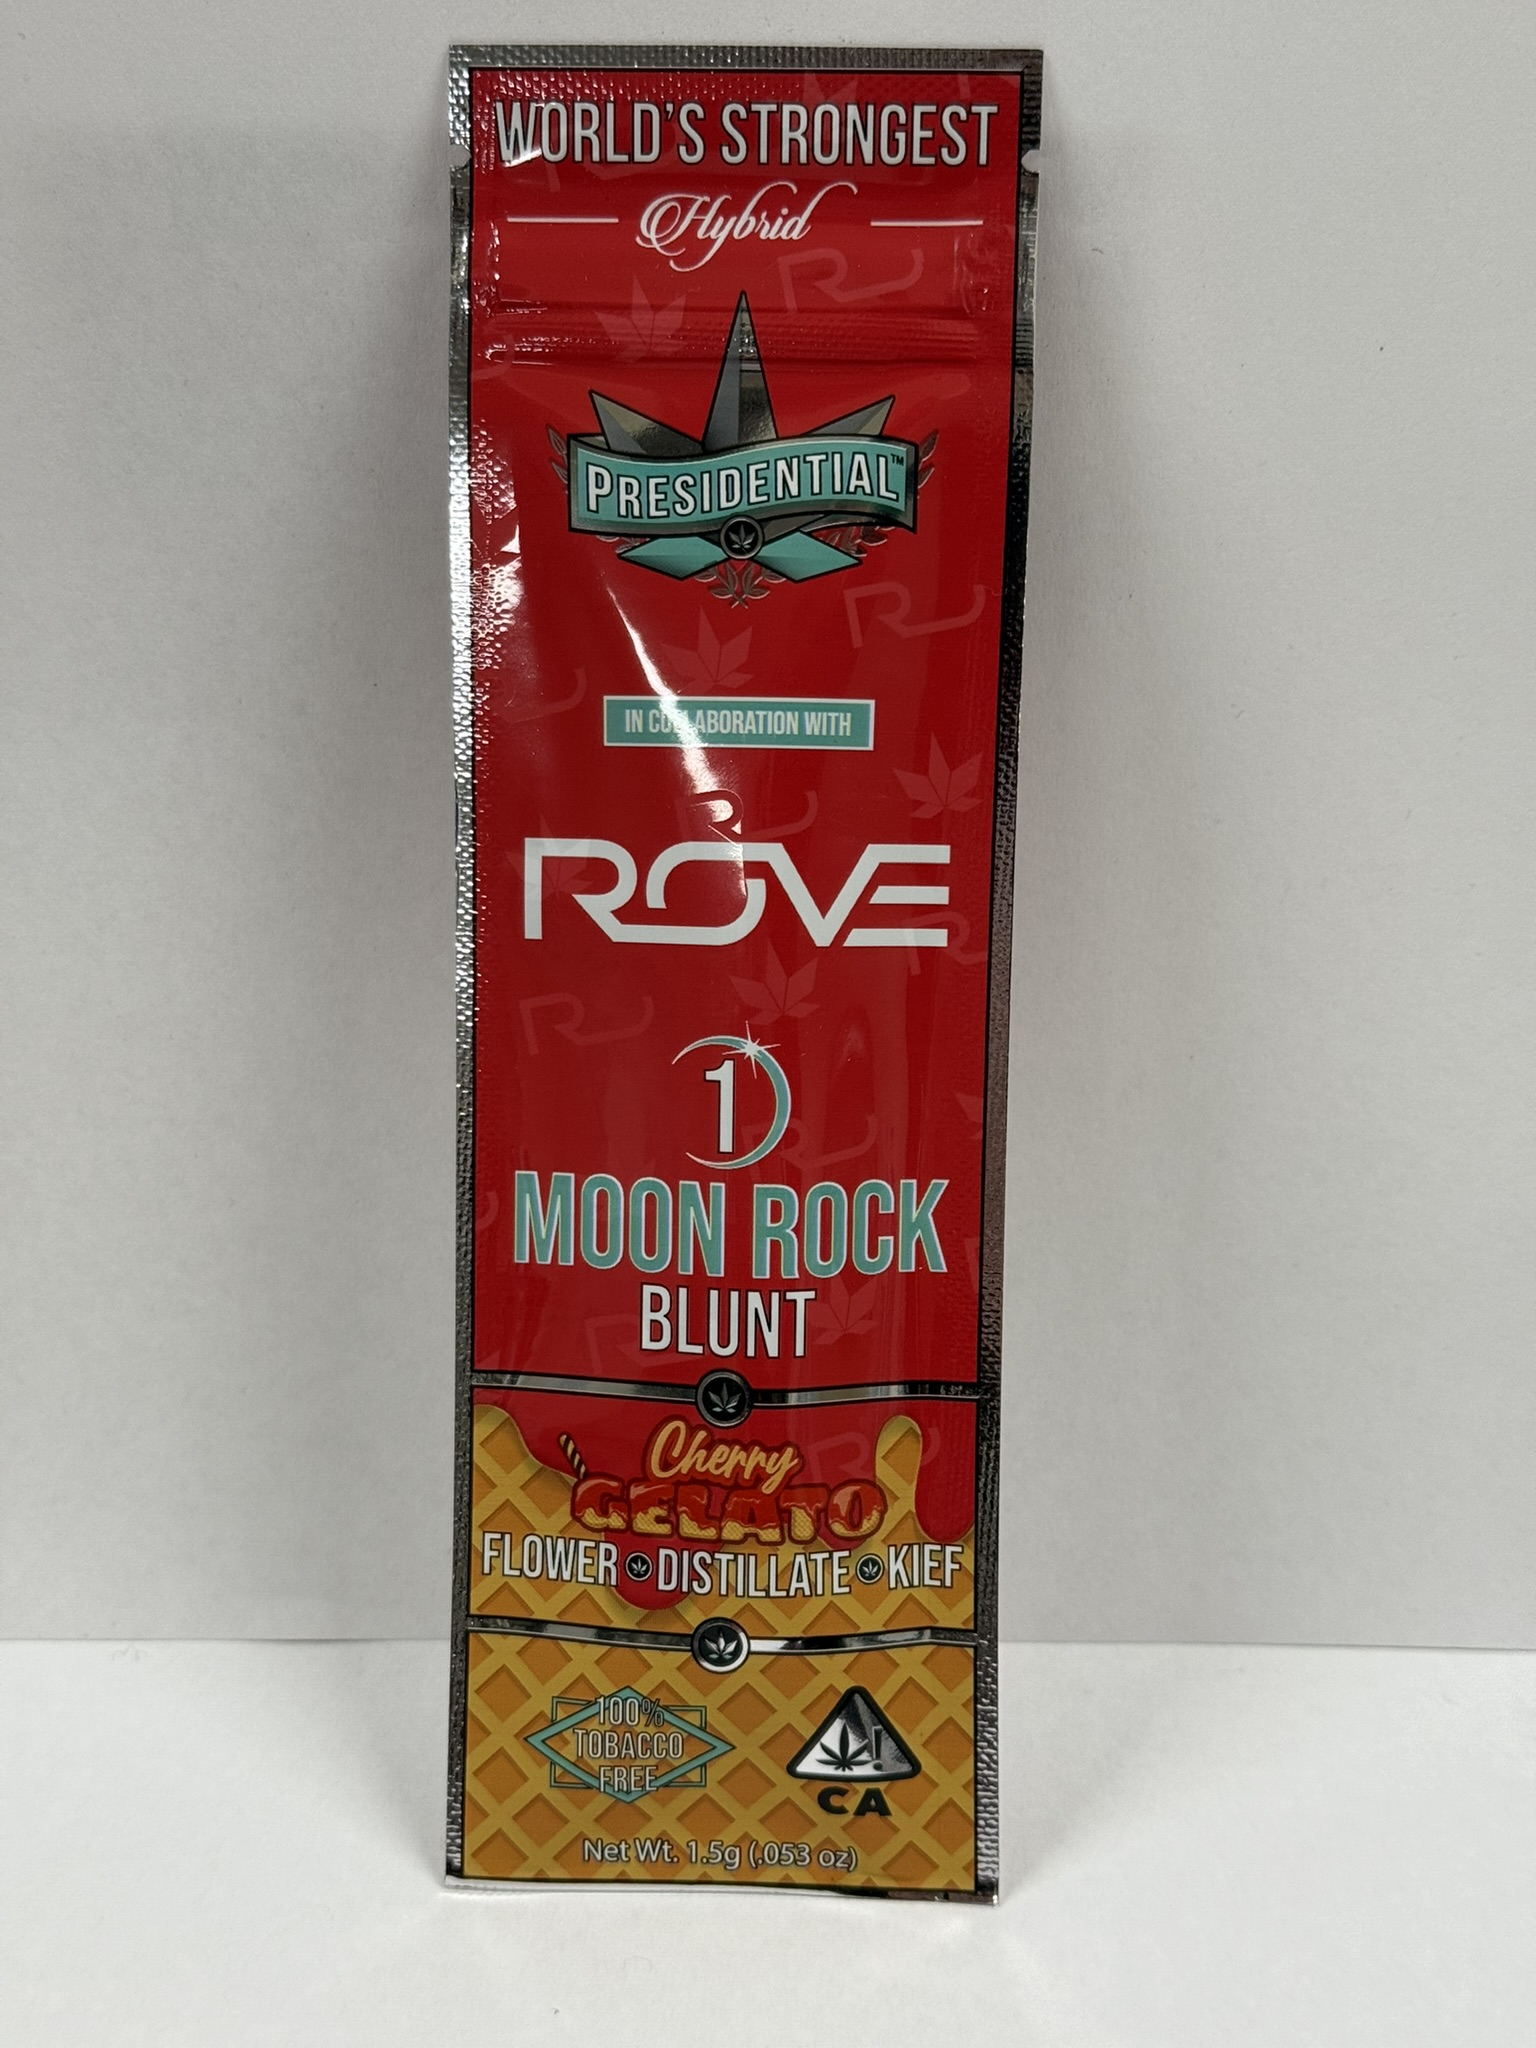 WORLD'S STRONGEST
Hybrid
PRESIDENTIAL™
IN COLLABORATION WITH
ROVE
1
MOON ROCK
BLUNT
Cherry
GELATO
FLOWER DISTILLATE KIEF
100%
TOBACCO
FREE
!
CA
Net Wt. 1.5g (.053 oz)